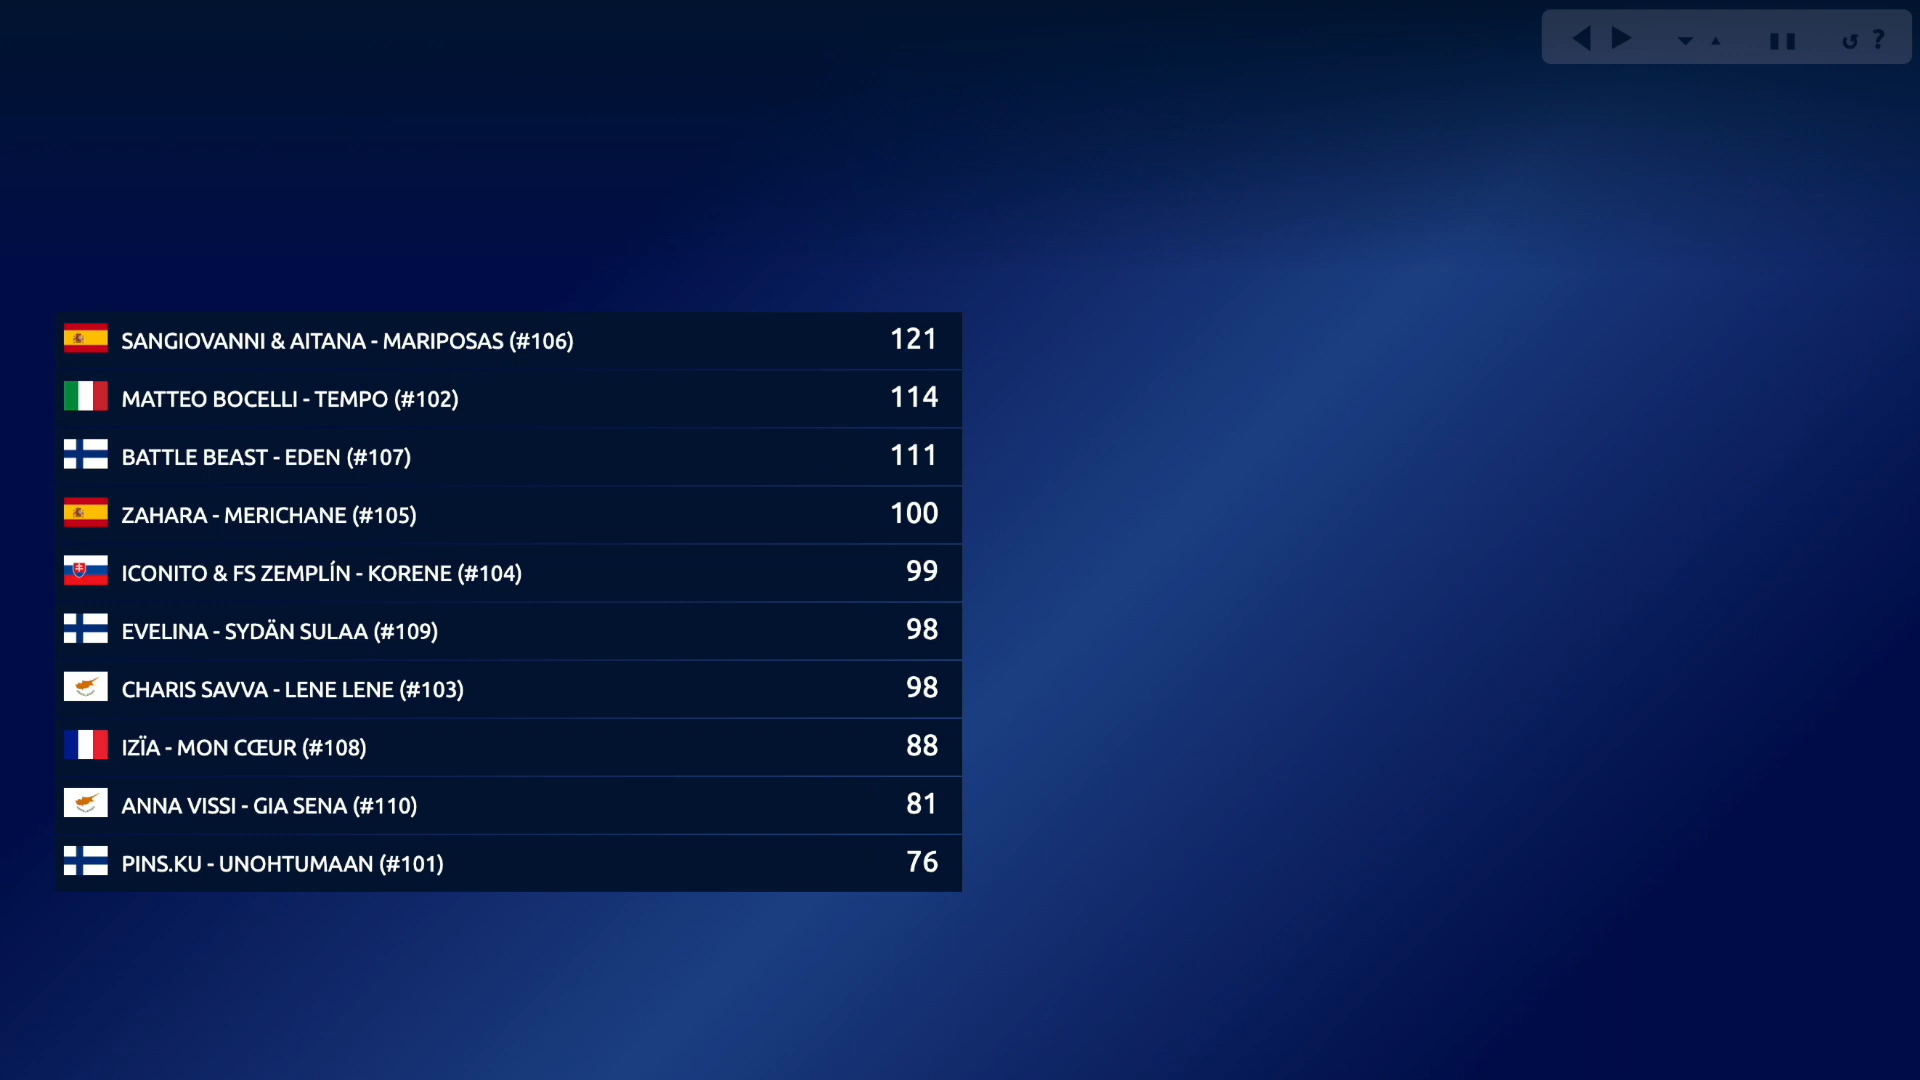 ?
SANGIOVANNI & AITANA - MARIPOSAS (#106) 121
MATTEO BOCELLI - TEMPO (#102) 114
BATTLE BEAST - EDEN (#107) 111
ZAHARA - MERICHANE (#105) 100
ICONITO & FS ZEMPLÍN - KORENE (#104) 99
EVELINA - SYDÄN SULAA (#109) 98
CHARIS SAVVA - LENE LENE (#103) 98
IZÏA - MON CŒUR (#108) 88
ANNA VISSI - GIA SENA (#110) 81
PINS.KU - UNOHTUMAAN (#101) 76